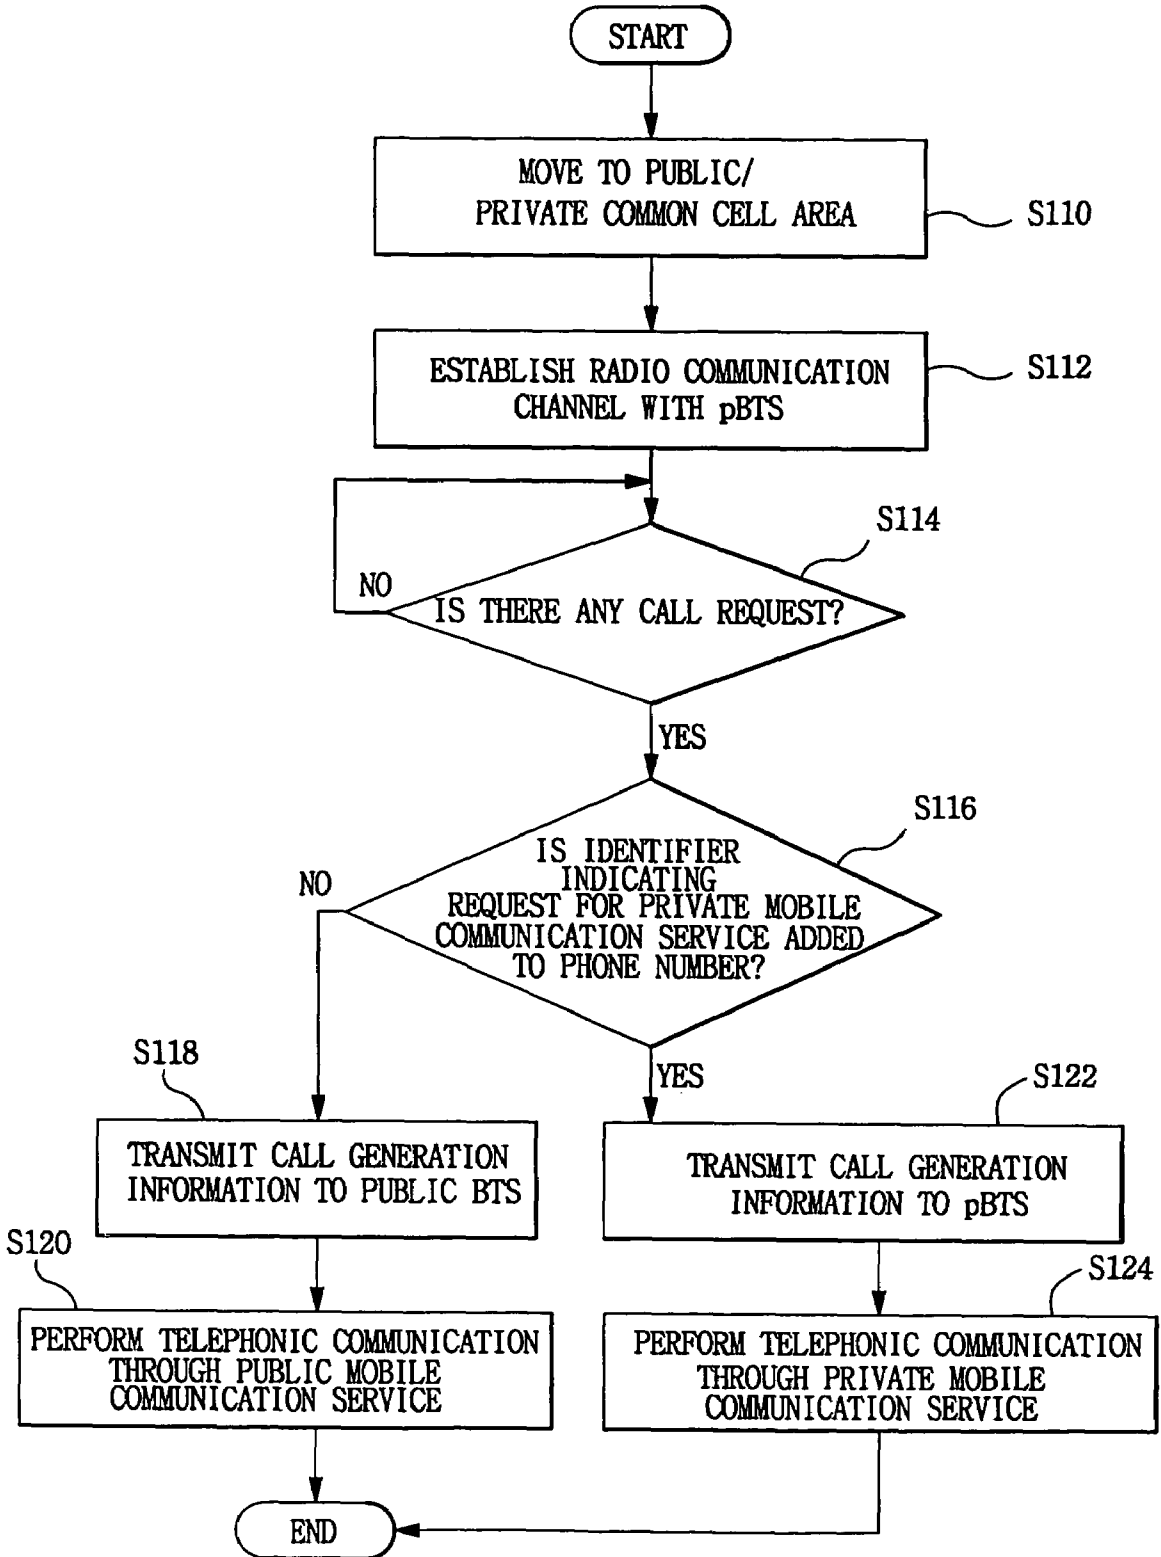 START
MOVE TO PUBLIC/
PRIVATE COMMON CELL AREA
S110
ESTABLISH RADIO COMMUNICATION
CHANNEL WITH pBTS
S112
S114
NO
IS THERE ANY CALL REQUEST?
YES
S116
IS IDENTIFIER
INDICATING
REQUEST FOR PRIVATE MOBILE
COMMUNICATION SERVICE ADDED
TO PHONE NUMBER?
NO
YES
S118
TRANSMIT CALL GENERATION
INFORMATION TO PUBLIC BTS
S122
TRANSMIT CALL GENERATION
INFORMATION TO pBTS
S120
PERFORM TELEPHONIC COMMUNICATION
THROUGH PUBLIC MOBILE
COMMUNICATION SERVICE
S124
PERFORM TELEPHONIC COMMUNICATION
THROUGH PRIVATE MOBILE
COMMUNICATION SERVICE
END